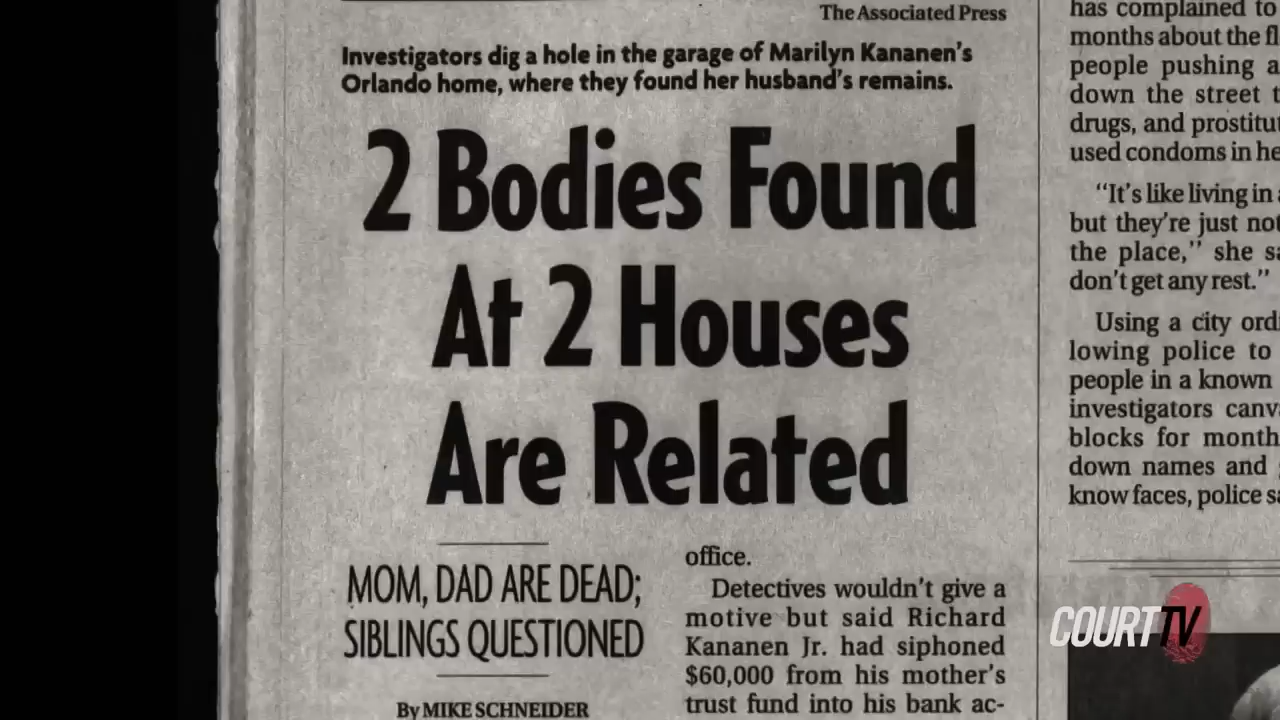 The Associated Press
Investigators dig a hole in the garage of Marilyn Kananen's
Orlando home, where they found her husband's remains.
2 Bodies Found
At 2 Houses
Are Related
MOM, DAD ARE DEAD;
SIBLINGS QUESTIONED
By MIKE SCHNEIDER
office.
Detectives wouldn't give a
motive but said Richard
Kananen Jr. had siphoned
$60,000 from his mother's
trust fund into his bank ac-
has complained to
months about the fl
people pushing a
down the street t
drugs, and prostitut
used condoms in he
"It's like living in a
but they're just not
the place," she sa
don't get any rest."
Using a city ordi
lowing police to
people in a known
investigators canva
blocks for month
down names and
know faces, police sa
COURT TV